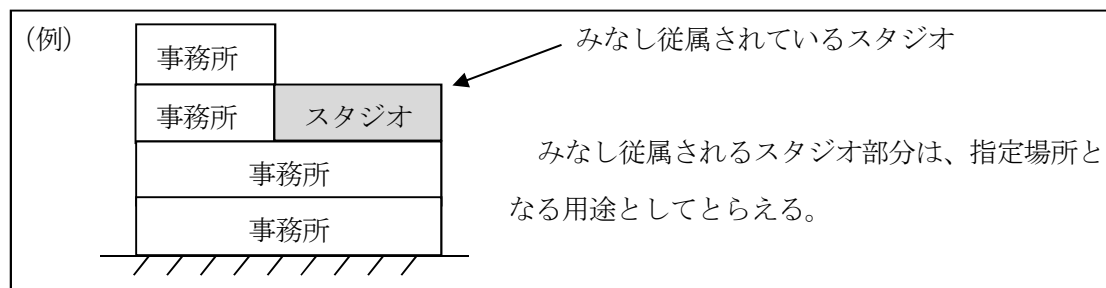 （例）
みなし従属されているスタジオ
事務所
事務所
スタジオ
事務所
事務所
みなし従属されるスタジオ部分は、指定場所と
なる用途としてとらえる。